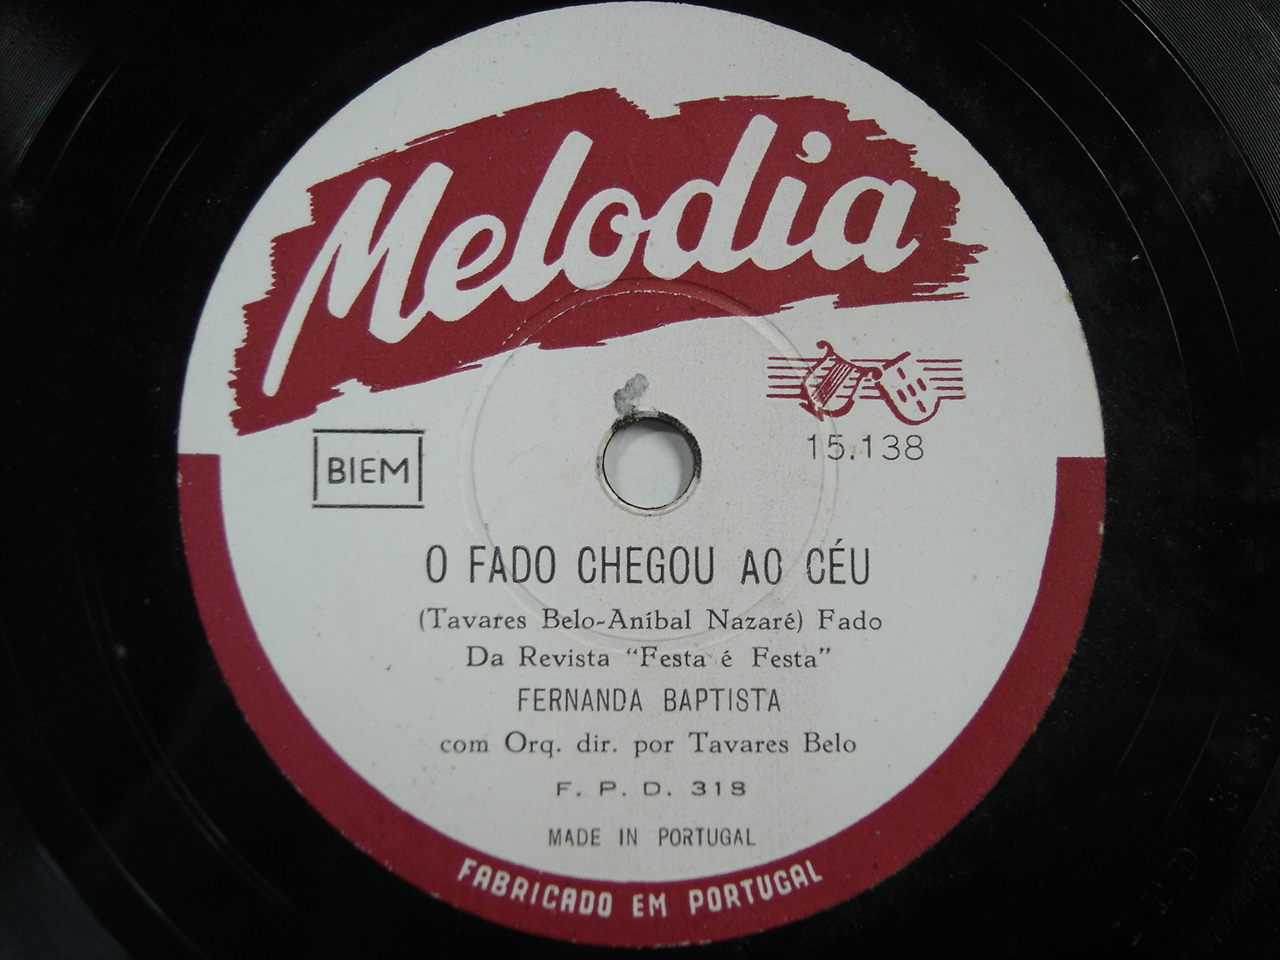 Melodia
15.138
BIEM
O FADO CHEGOU AO CÉU
(Tavares Belo-Aníbal Nazaré) Fado
Da Revista “Festa é Festa”
FERNANDA BAPTISTA
com Orq. dir. por Tavares Belo
F. P. D. 318
MADE IN PORTUGAL
FABRICADO EM PORTUGAL